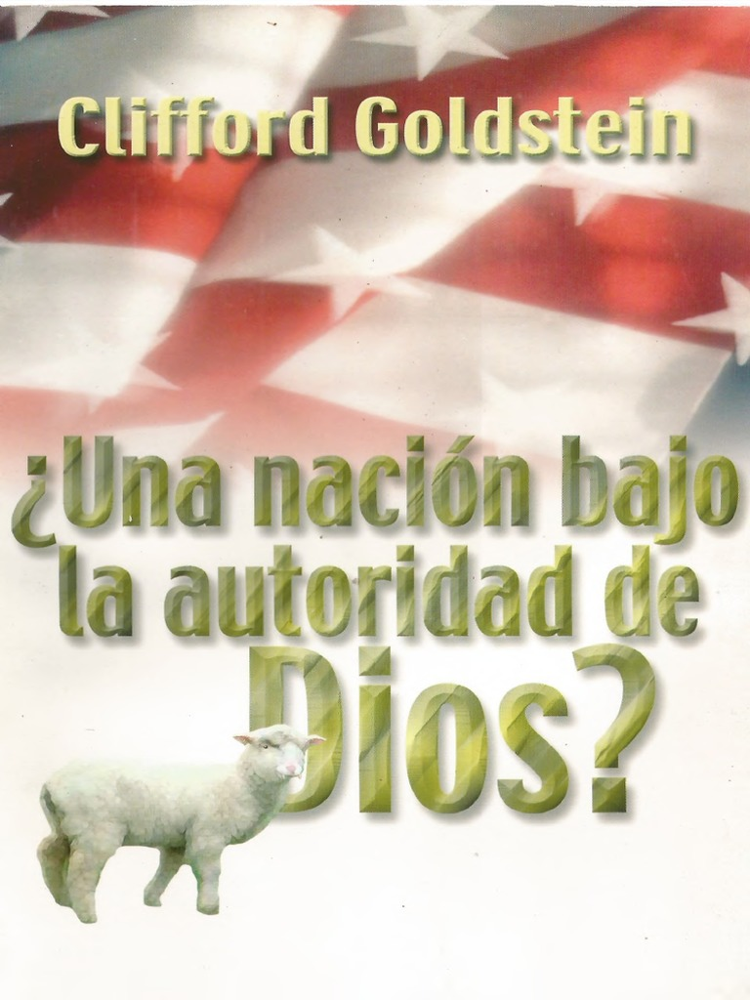 Clifford Goldstein
¿Una nación bajo
la autoridad de
Dios?